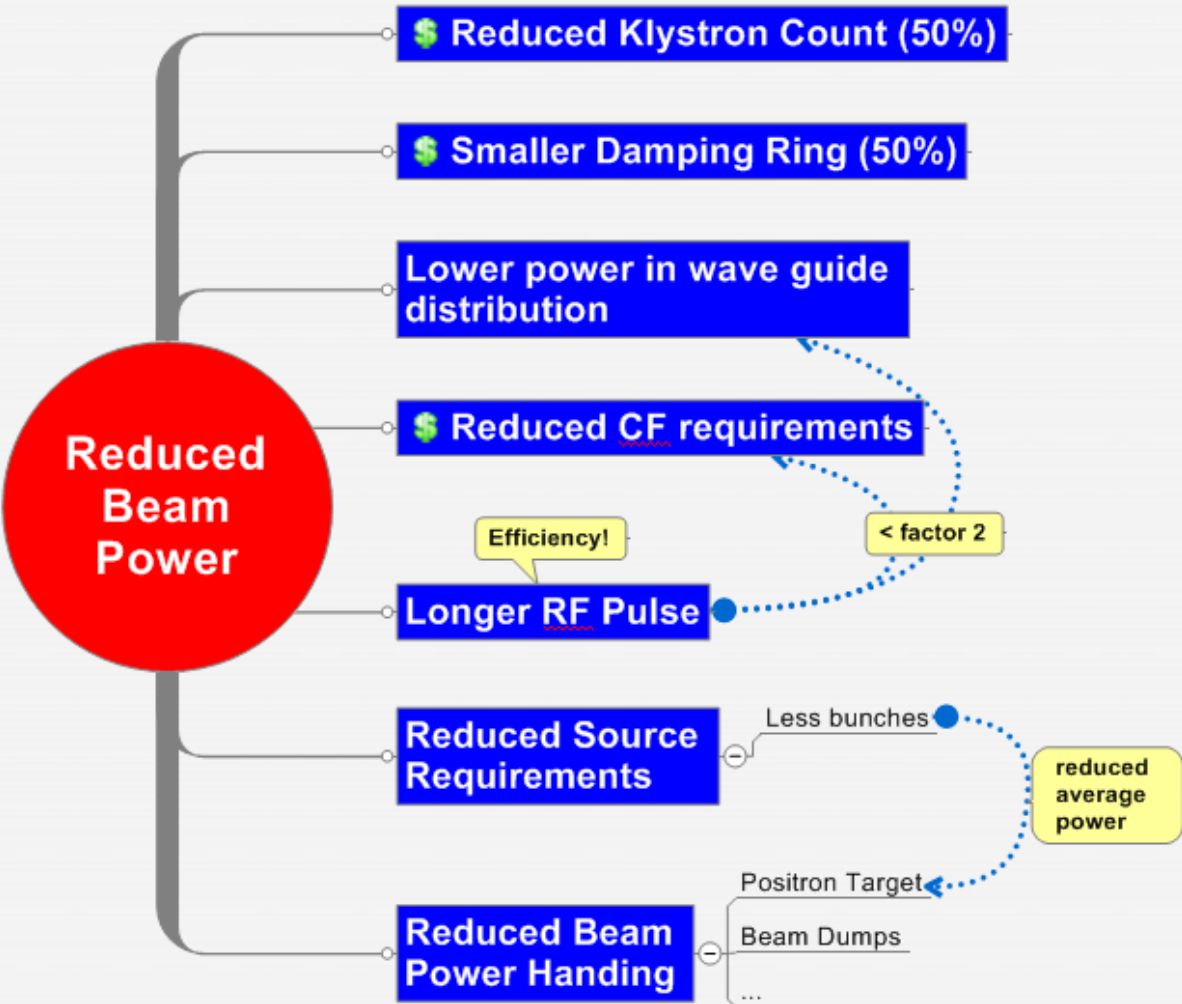 Reduced Klystron Count (50%)
Smaller Damping Ring (50%)
Lower power in wave guide
distribution
Reduced CF requirements
Reduced
Beam
Power
Efficiency!
< factor 2
Longer RF Pulse
Reduced Source
Requirements
Less bunches
reduced
average
power
Positron Target
Reduced Beam
Power Handing
Beam Dumps
...